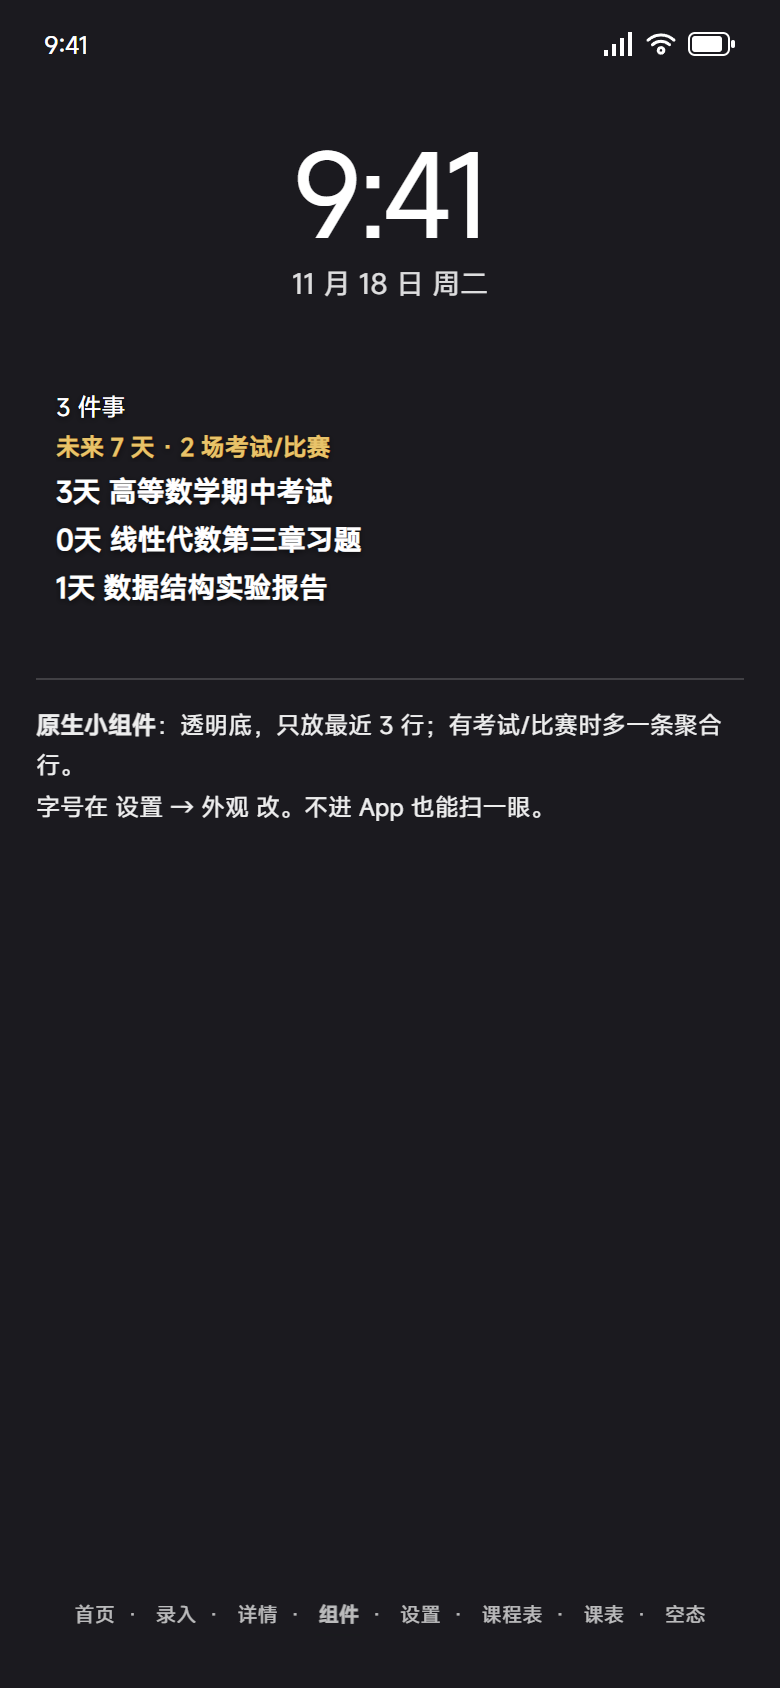 9:41
9:41
11 月 18 日 周二
3 件事
未来 7 天 · 2 场考试/比赛
3天 高等数学期中考试
0天 线性代数第三章习题
1天 数据结构实验报告
原生小组件：透明底，只放最近 3 行；有考试/比赛时多一条聚合
行。
字号在 设置 → 外观 改。不进 App 也能扫一眼。
首页 · 录入 · 详情 · 组件 · 设置 · 课程表 · 课表 · 空态